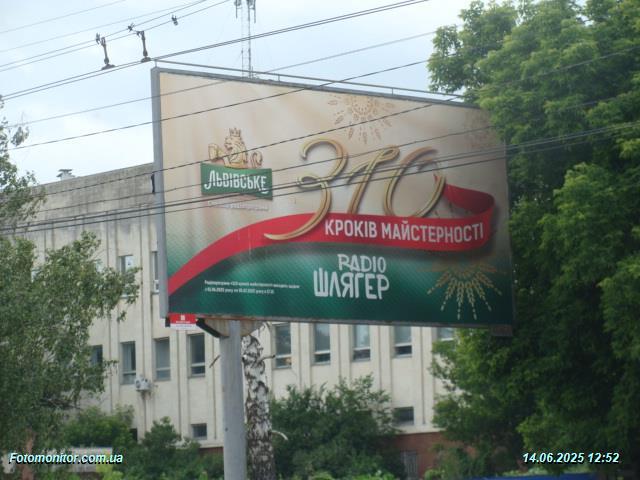 ЛЬВІВСЬКЕ
310
КРОКІВ МАЙСТЕРНОСТІ
RADIO
ШЛЯГЕР
Fotomonitor.com.ua
14.06.2025 12:52